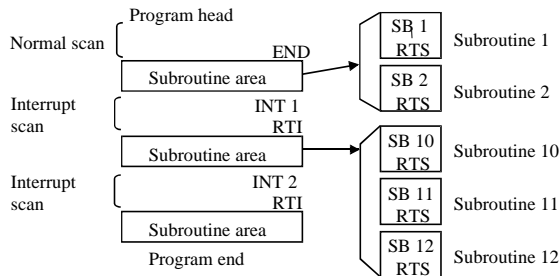 Program head
Normal scan
END
Subroutine area
Interrupt
scan
INT 1
RTI
Subroutine area
Interrupt
scan
INT 2
RTI
Subroutine area
Program end
SB 1
RTS
Subroutine 1
SB 2
RTS
Subroutine 2
SB 10
RTS
Subroutine 10
SB 11
RTS
Subroutine 11
SB 12
RTS
Subroutine 12